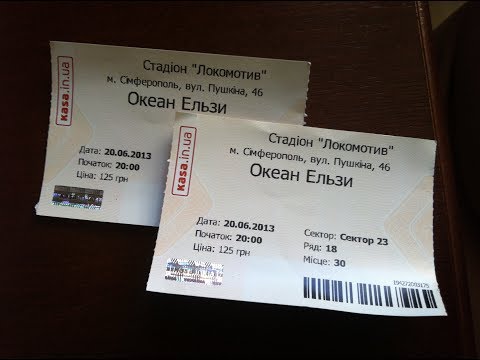 kasa.in.ua
Стадіон "Локомотив"
м. Сімферополь, вул. Пушкіна, 46
Океан Ельзи
Дата: 20.06.2013
Початок: 20:00
Ціна: 125 грн
kasa.in.ua
Стадіон "Локомотив"
м. Сімферополь, вул. Пушкіна, 46
Океан Ельзи
Дата: 20.06.2013
Початок: 20:00
Ціна: 125 грн
Сектор: Сектор 23
Ряд: 18
Місце: 30